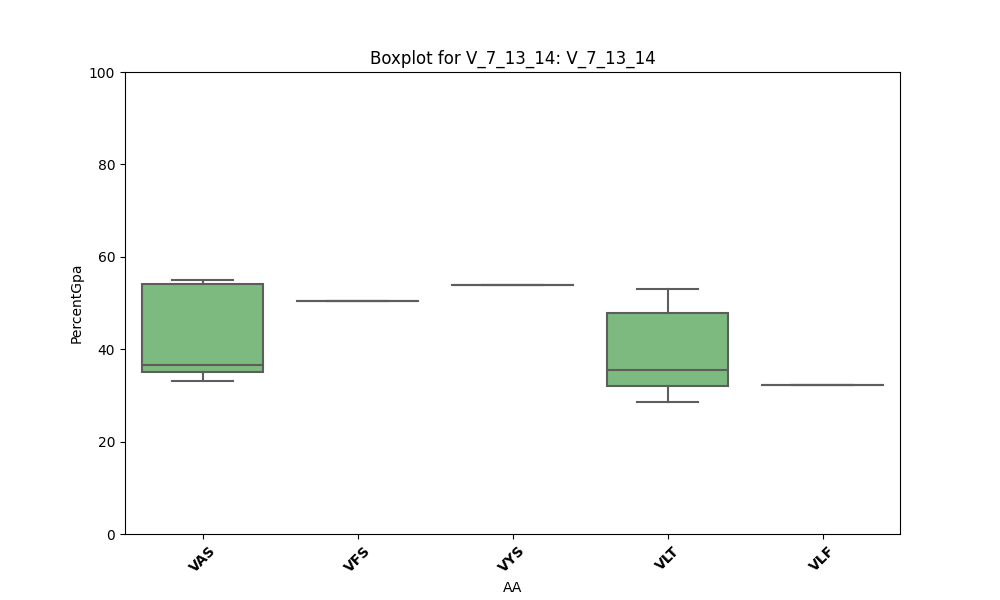 Boxplot for V_7_13_14: V_7_13_14
100
80
60
40
20
0
PercentGpa
VAS
VFS
VYS
VLT
VLF
AA